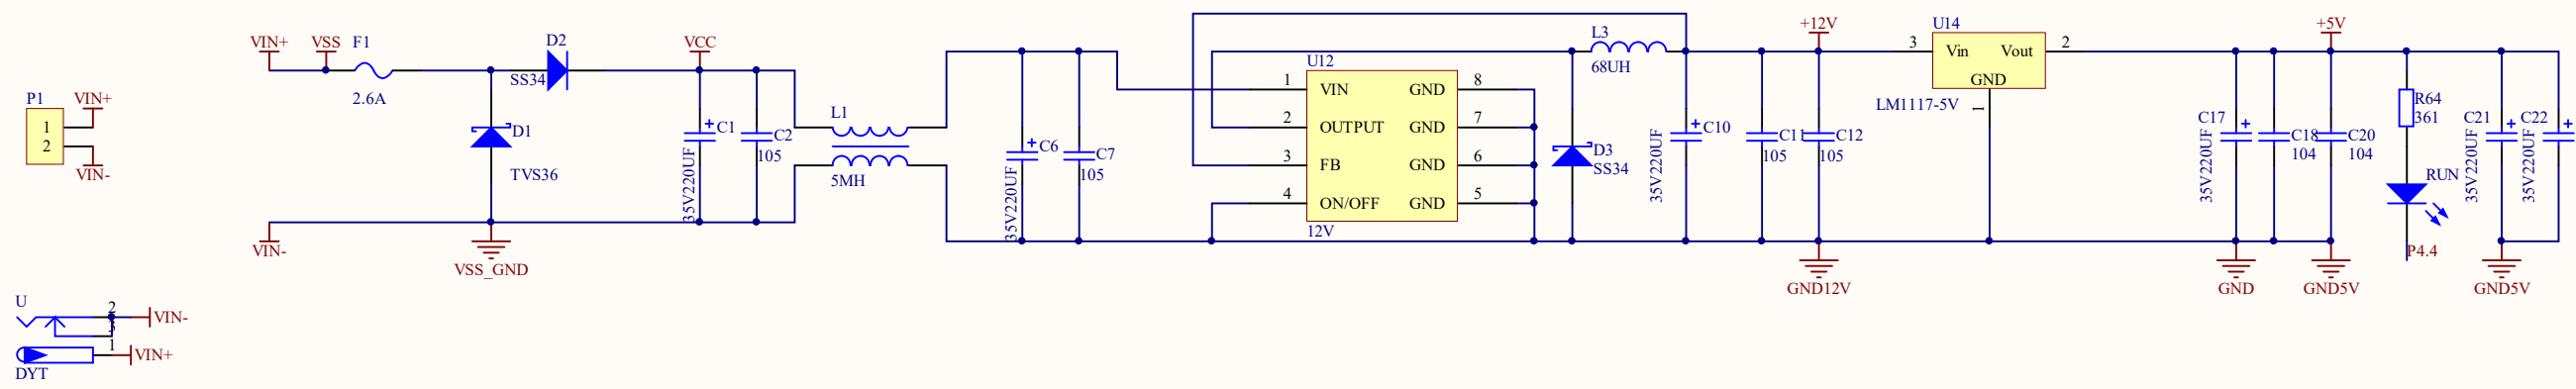 P1
1
2
VIN+
VIN-
U
2
3
1
VIN-
VIN+
DYT
VIN+
VSS
F1
2.6A
VIN-
D2
SS34
D1
TVS36
VSS_GND
VCC
C1
35V220UF
C2
105
L1
5MH
C6
35V220UF
C7
105
U12
1 VIN GND 8
2 OUTPUT GND 7
3 FB GND 6
4 ON/OFF GND 5
12V
D3
SS34
L3
68UH
C10
35V220UF
C11
105
+12V
C12
105
GND12V
U14
3 Vin Vout 2
GND
1
LM1117-5V
C17
35V220UF
GND
C18
104
+5V
C20
104
GND5V
R64
361
RUN
P4.4
C21
35V220UF
GND5V
C22
35V220UF